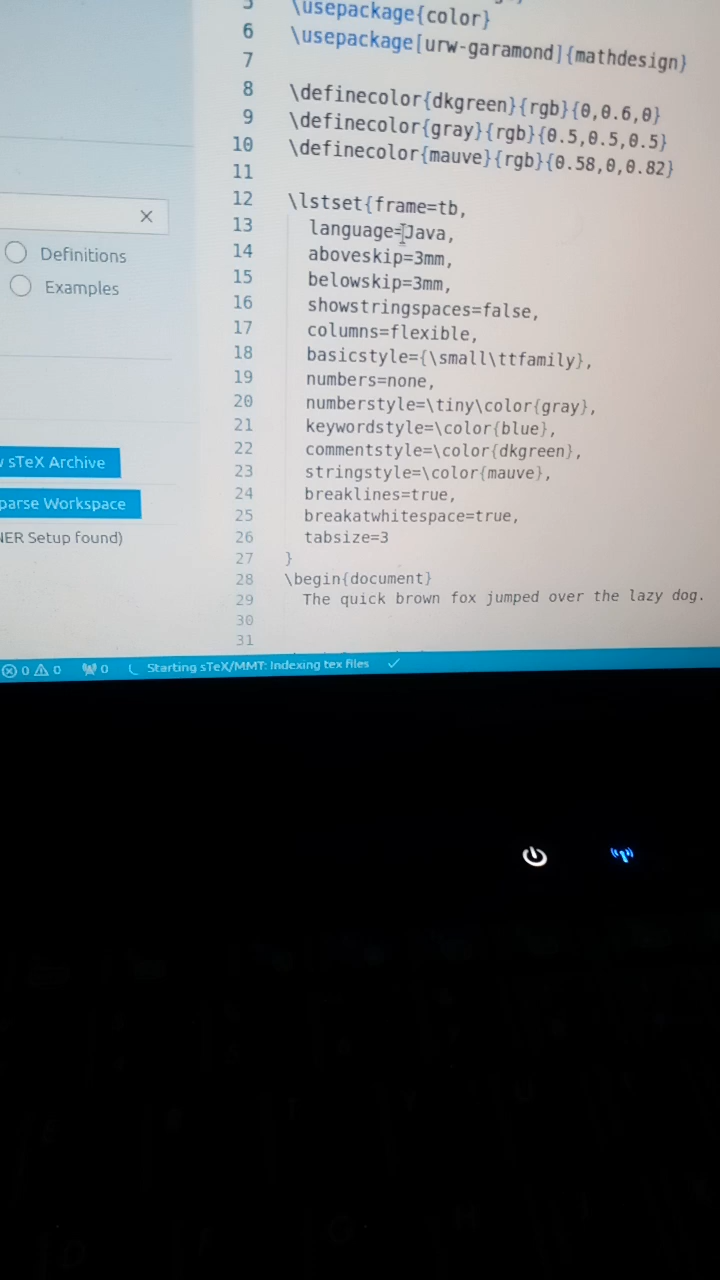 5 \usepackage{color}
6 \usepackage[urw-garamond]{mathdesign}
7
8 \definecolor{dkgreen}{rgb}{0,0.6,0}
9 \definecolor{gray}{rgb}{0.5,0.5,0.5}
10 \definecolor{mauve}{rgb}{0.58,0,0.82}
11
12 \lstset{frame=tb,
13 language=Java,
14 aboveskip=3mm,
15 belowskip=3mm,
16 showstringspaces=false,
17 columns=flexible,
18 basicstyle={\small\ttfamily},
19 numbers=none,
20 numberstyle=\tiny\color{gray},
21 keywordstyle=\color{blue},
22 commentstyle=\color{dkgreen},
23 stringstyle=\color{mauve},
24 breaklines=true,
25 breakatwhitespace=true,
26 tabsize=3
27 }
28 \begin{document}
29 The quick brown fox jumped over the lazy dog.
30
31
Definitions
Examples
sTeX Archive
parse Workspace
NER Setup found)
0 0 0 Starting sTeX/MMT: Indexing tex files